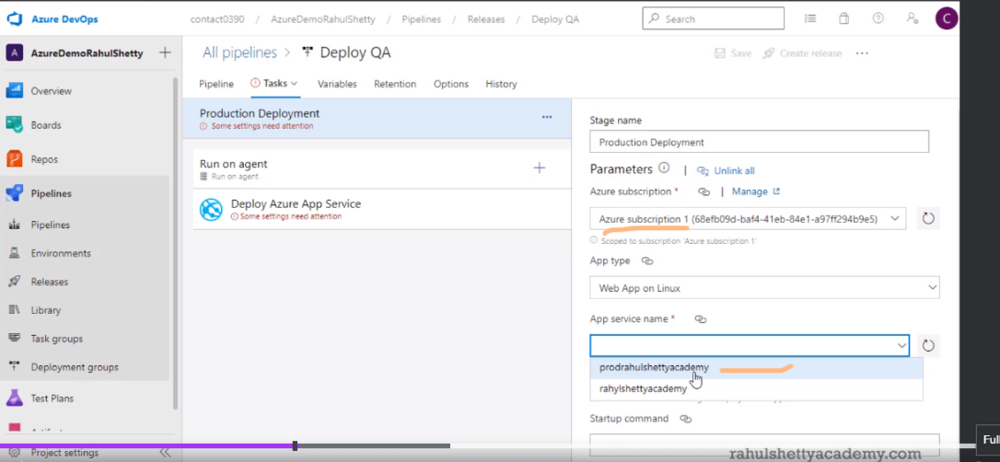 Azure DevOps
contact0390 / AzureDemoRahulShetty / Pipelines / Releases / Deploy QA
Search
C
A AzureDemoRahulShetty +
All pipelines > Deploy QA
Save Create release ...
Overview
Boards
Repos
Pipelines
Pipelines
Environments
Releases
Library
Task groups
Deployment groups
Test Plans
Project settings
Pipeline Tasks Variables Retention Options History
Production Deployment
Some settings need attention
Run on agent
Run on agent
Deploy Azure App Service
Some settings need attention
Stage name
Production Deployment
Parameters | Unlink all
Azure subscription * | Manage
Azure subscription 1 (68efb09d-baf4-41eb-84e1-a97ff294b9e5)
Scoped to subscription 'Azure subscription 1'
App type
Web App on Linux
App service name *
prodrahulshettyacademy
rahylshettyacademy
Startup command
rahulshettyacademy.com
Full